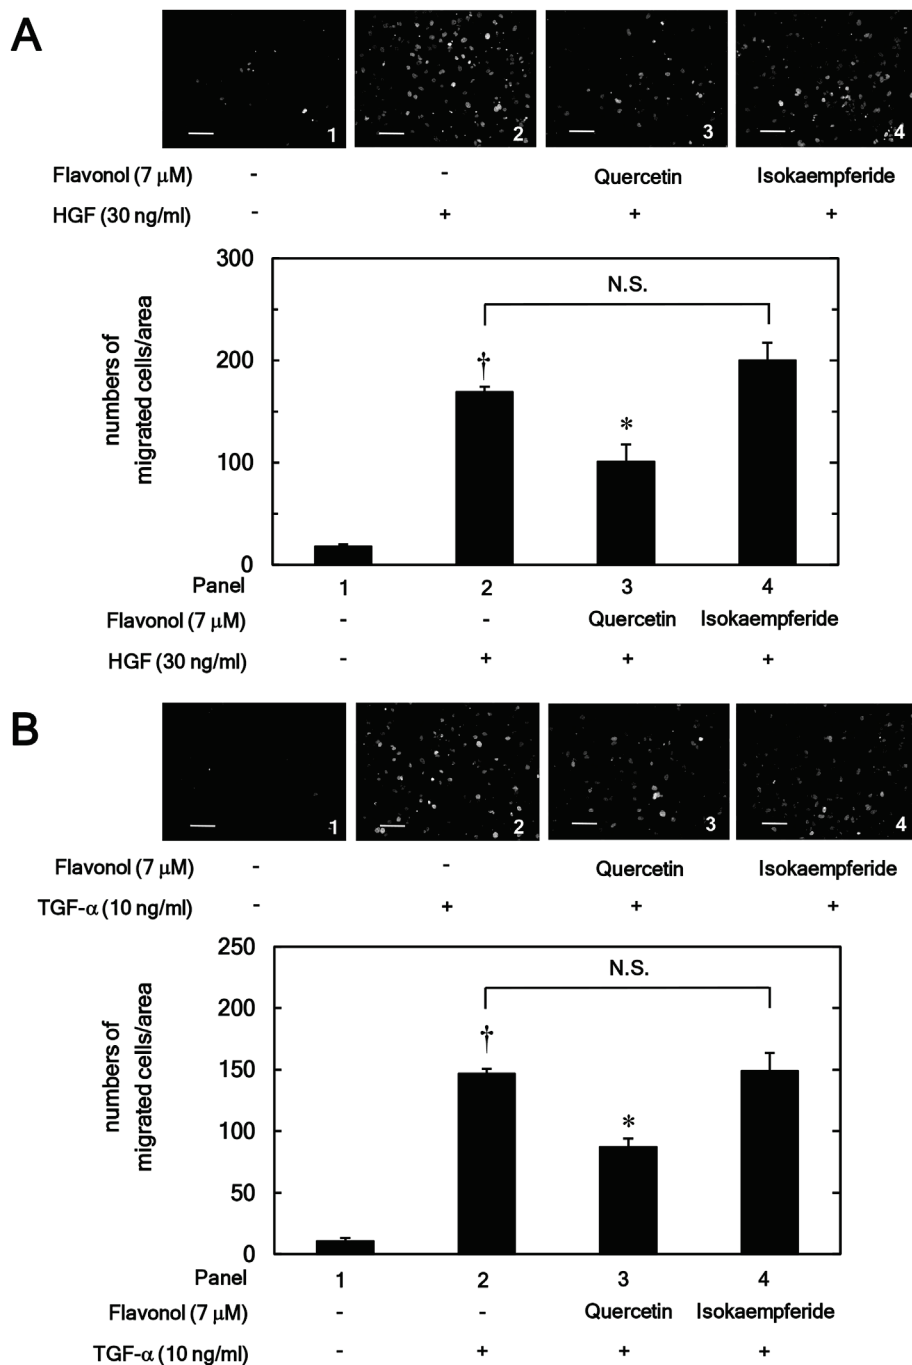 A
1 2 3 4
Flavonol (7 μM) - - Quercetin Isokaempferide
HGF (30 ng/ml) - + + +
300
N.S.
numbers of
migrated cells/area
200
†
*
100
0
Panel 1 2 3 4
Flavonol (7 μM) - - Quercetin Isokaempferide
HGF (30 ng/ml) - + + +
B
1 2 3 4
Flavonol (7 μM) - - Quercetin Isokaempferide
TGF-α (10 ng/ml) - + + +
250
N.S.
numbers of
migrated cells/area
200
†
150
*
100
50
0
Panel 1 2 3 4
Flavonol (7 μM) - - Quercetin Isokaempferide
TGF-α (10 ng/ml) - + + +